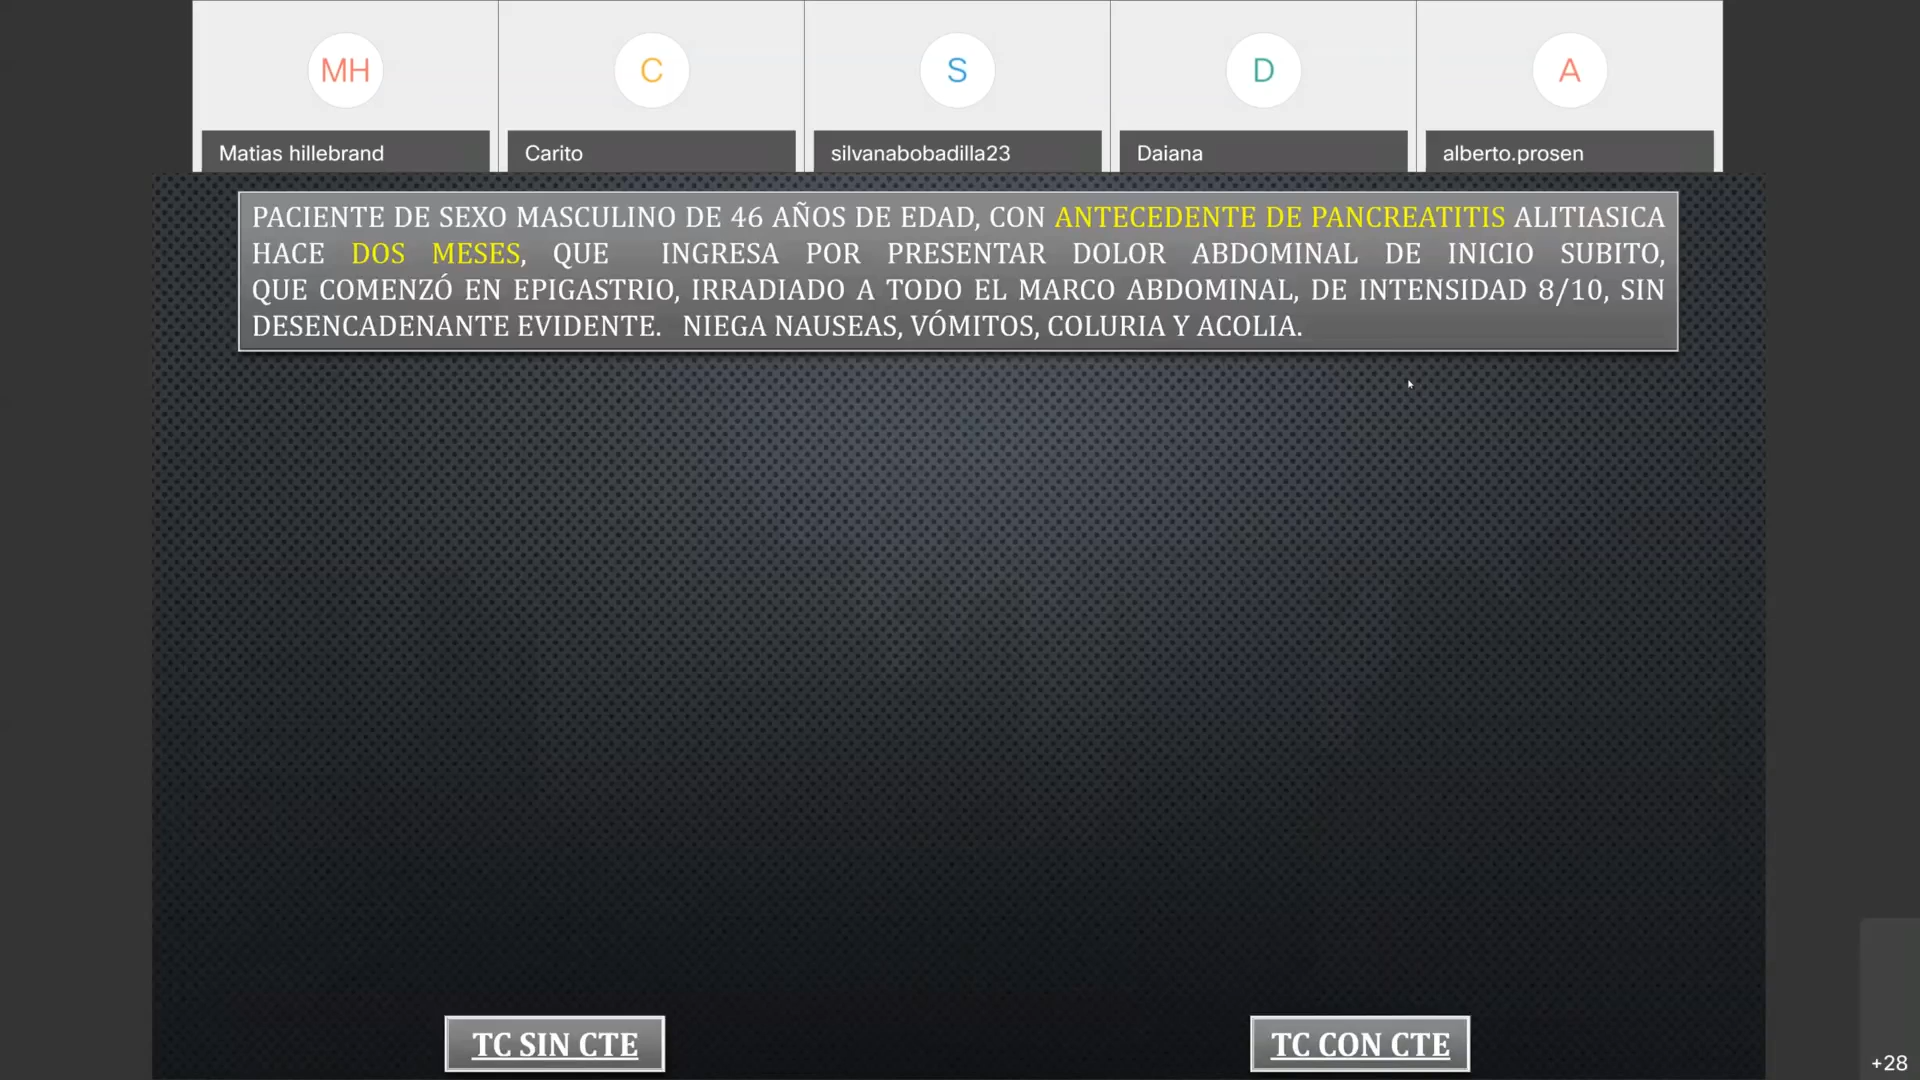 MH
C
S
D
A
Matias hillebrand
Carito
silvanabobadilla23
Daiana
alberto.prosen
PACIENTE DE SEXO MASCULINO DE 46 AÑOS DE EDAD, CON ANTECEDENTE DE PANCREATITIS ALITIASICA
HACE DOS MESES, QUE INGRESA POR PRESENTAR DOLOR ABDOMINAL DE INICIO SUBITO,
QUE COMENZÓ EN EPIGASTRIO, IRRADIADO A TODO EL MARCO ABDOMINAL, DE INTENSIDAD 8/10, SIN
DESENCADENANTE EVIDENTE. NIEGA NAUSEAS, VÓMITOS, COLURIA Y ACOLIA.
TC SIN CTE
TC CON CTE
+28